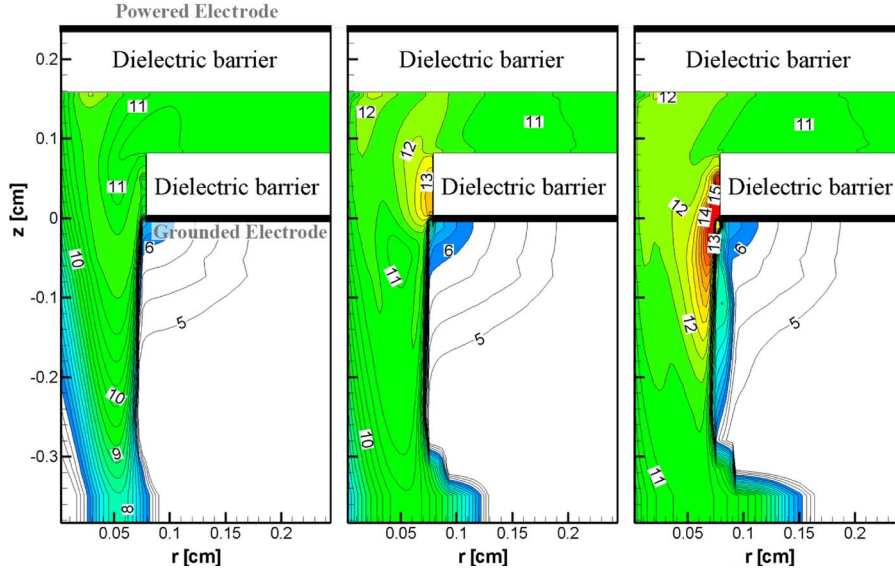 Powered Electrode
Dielectric barrier
Dielectric barrier
Dielectric barrier
0.2
12
12
11
0.1
12
11
11
13
15
Dielectric barrier
Dielectric barrier
Dielectric barrier
z [cm]
0
Grounded Electrode
12
14
13
10
6
6
6
11
-0.1
5
5
5
12
-0.2
10
10
9
-0.3
11
8
0.05 0.1 0.15 0.2
0.05 0.1 0.15 0.2
0.05 0.1 0.15 0.2
r [cm]
r [cm]
r [cm]